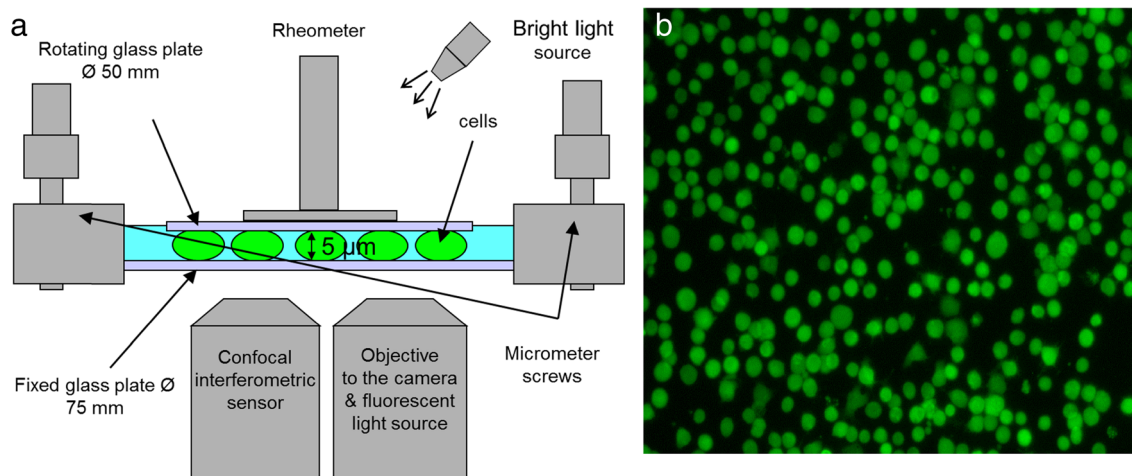 a
Rotating glass plate
Ø 50 mm
Rheometer
Bright light
source
cells
5 μm
Confocal
interferometric
sensor
Objective
to the camera
& fluorescent
light source
Micrometer
screws
Fixed glass plate Ø
75 mm
b